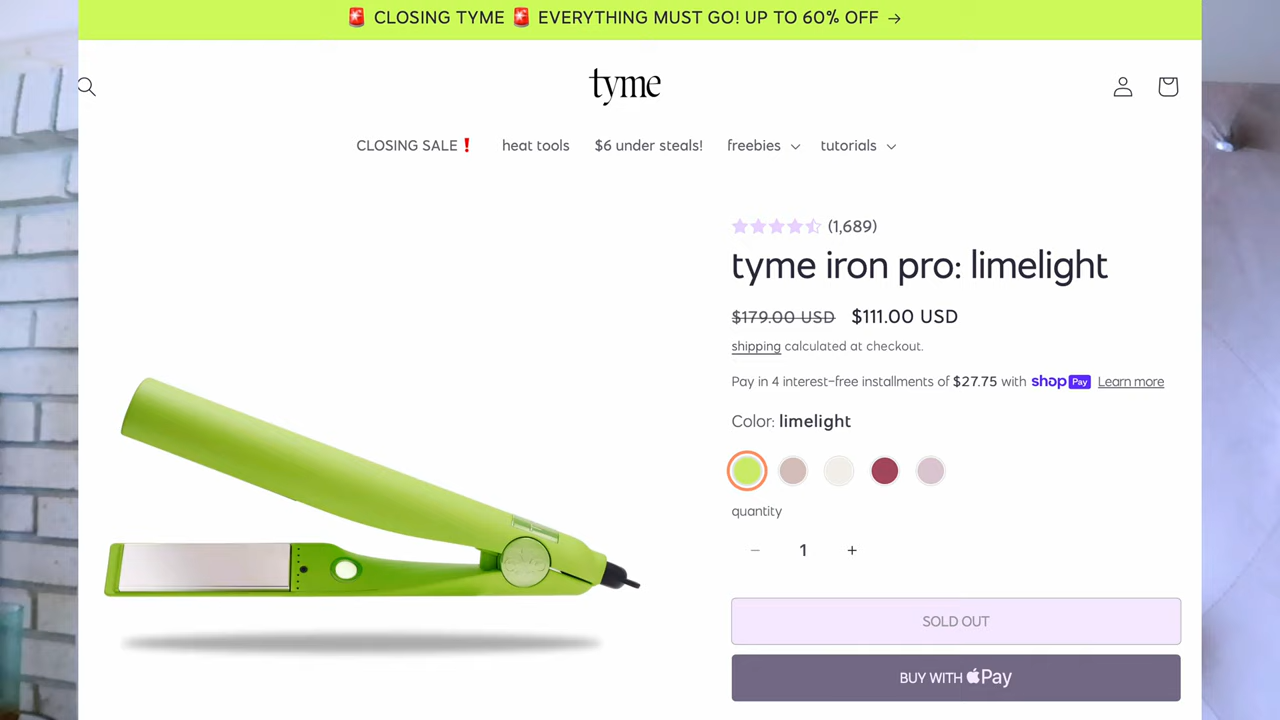 🚨 CLOSING TYME 🚨 EVERYTHING MUST GO! UP TO 60% OFF →
tyme
CLOSING SALE❗ heat tools $6 under steals! freebies tutorials
(1,689)
tyme iron pro: limelight
$179.00 USD $111.00 USD
shipping calculated at checkout.
Pay in 4 interest-free installments of $27.75 with shop Pay Learn more
Color: limelight
quantity
− 1 +
SOLD OUT
BUY WITH Pay